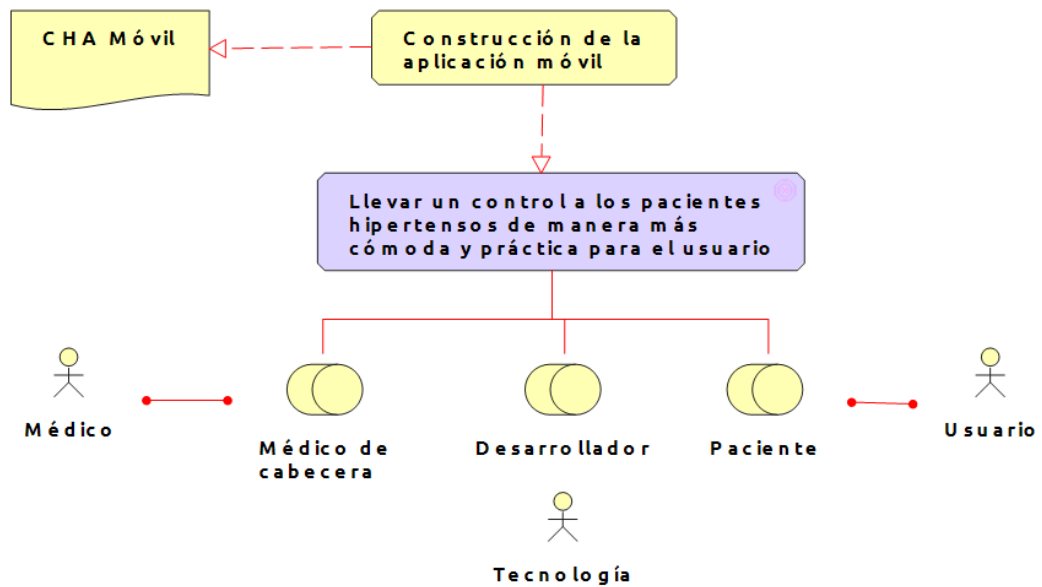 CHA Móvil
Construcción de la
aplicación móvil
Llevar un control a los pacientes
hipertensos de manera más
cómoda y práctica para el usuario
Médico
Médico de
cabecera
Desarrollador
Paciente
Usuario
Tecnología